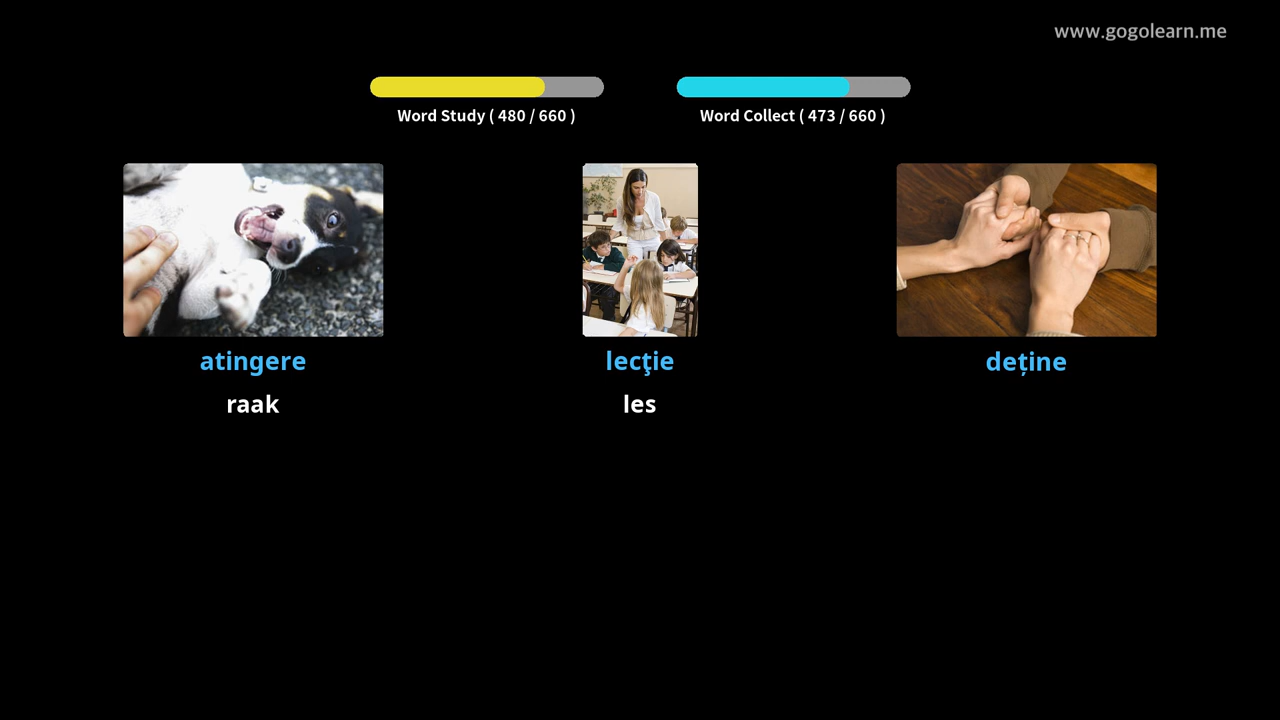 www.gogolearn.me
Word Study ( 480 / 660 )
Word Collect ( 473 / 660 )
atingere
lecţie
deține
raak
les